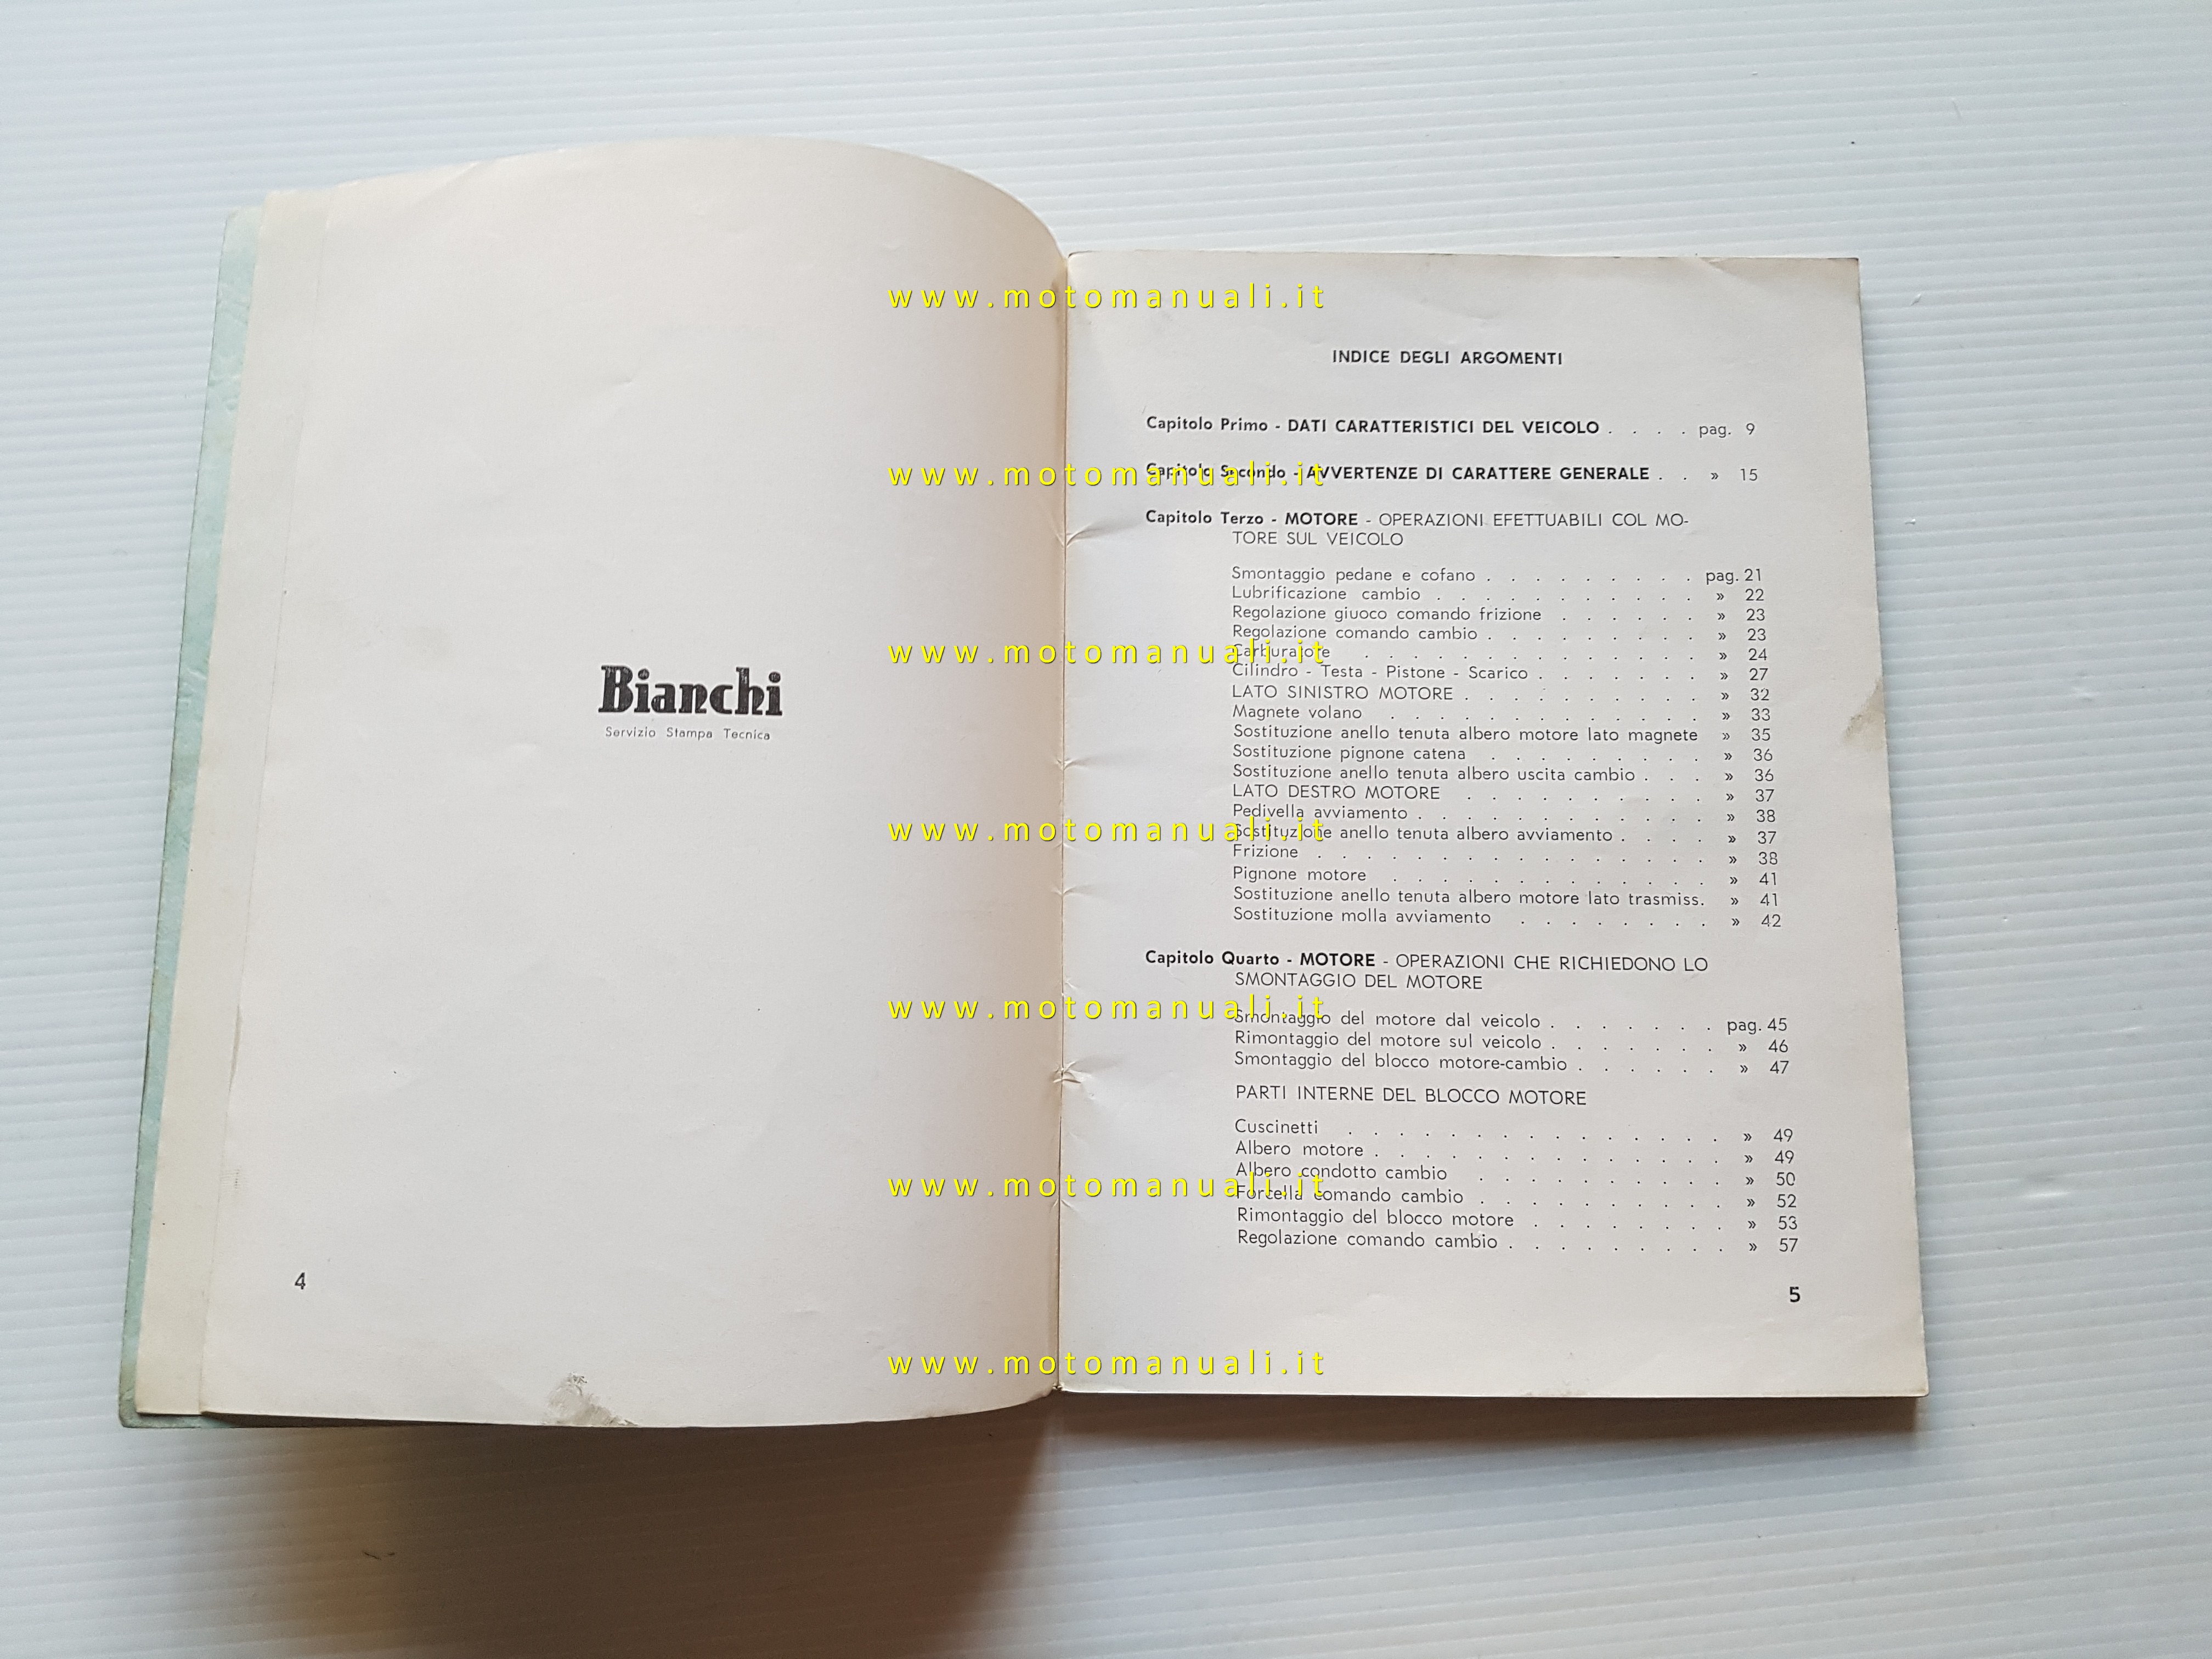 Bianchi
Servizio Stampa Tecnica
4
INDICE DEGLI ARGOMENTI
Capitolo Primo - DATI CARATTERISTICI DEL VEICOLO . . . . pag. 9
Capitolo Secondo - AVVERTENZE DI CARATTERE GENERALE . . » 15
Capitolo Terzo - MOTORE - OPERAZIONI EFETTUABILI COL MO-
TORE SUL VEICOLO
Smontaggio pedane e cofano . . . . . . . . . pag. 21
Lubrificazione cambio . . . . . . . . . . . » 22
Regolazione giuoco comando frizione . . . . . . » 23
Regolazione comando cambio . . . . . . . . . » 23
Carburatore . . . . . . . . . . . . . . » 24
Cilindro - Testa - Pistone - Scarico . . . . . . . » 27
LATO SINISTRO MOTORE . . . . . . . . . . » 32
Magnete volano . . . . . . . . . . . . . » 33
Sostituzione anello tenuta albero motore lato magnete » 35
Sostituzione pignone catena . . . . . . . . . » 36
Sostituzione anello tenuta albero uscita cambio . . . » 36
LATO DESTRO MOTORE . . . . . . . . . . » 37
Pedivella avviamento . . . . . . . . . . . » 38
Sostituzione anello tenuta albero avviamento . . . . » 37
Frizione . . . . . . . . . . . . . . . . » 38
Pignone motore . . . . . . . . . . . . . » 41
Sostituzione anello tenuta albero motore lato trasmiss. » 41
Sostituzione molla avviamento . . . . . . . . » 42
Capitolo Quarto - MOTORE - OPERAZIONI CHE RICHIEDONO LO
SMONTAGGIO DEL MOTORE
Smontaggio del motore dal veicolo . . . . . . . pag. 45
Rimontaggio del motore sul veicolo . . . . . . . » 46
Smontaggio del blocco motore-cambio . . . . . . » 47
PARTI INTERNE DEL BLOCCO MOTORE
Cuscinetti . . . . . . . . . . . . . . . » 49
Albero motore . . . . . . . . . . . . . . » 49
Albero condotto cambio . . . . . . . . . . » 50
Forcella comando cambio . . . . . . . . . . » 52
Rimontaggio del blocco motore . . . . . . . . » 53
Regolazione comando cambio . . . . . . . . . » 57
5
www.motomanuali.it
www.motomanuali.it
www.motomanuali.it
www.motomanuali.it
www.motomanuali.it
www.motomanuali.it
www.motomanuali.it